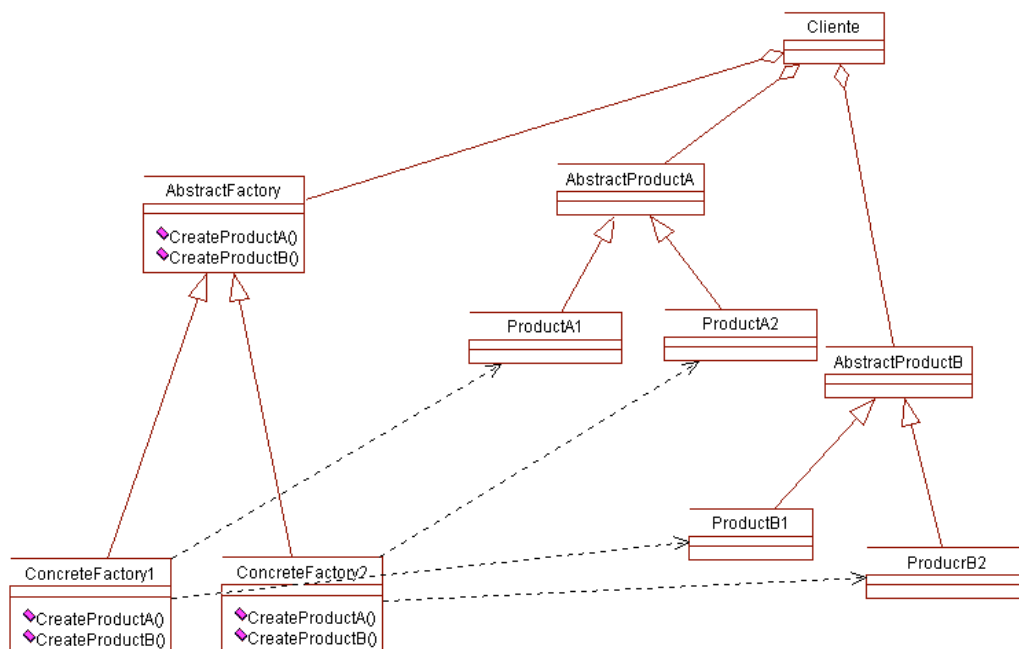 Cliente
AbstractProductA
AbstractFactory
CreateProductA()
CreateProductB()
ProductA1
ProductA2
AbstractProductB
ProductB1
ProducrB2
ConcreteFactory1
CreateProductA()
CreateProductB()
ConcreteFactory2
CreateProductA()
CreateProductB()